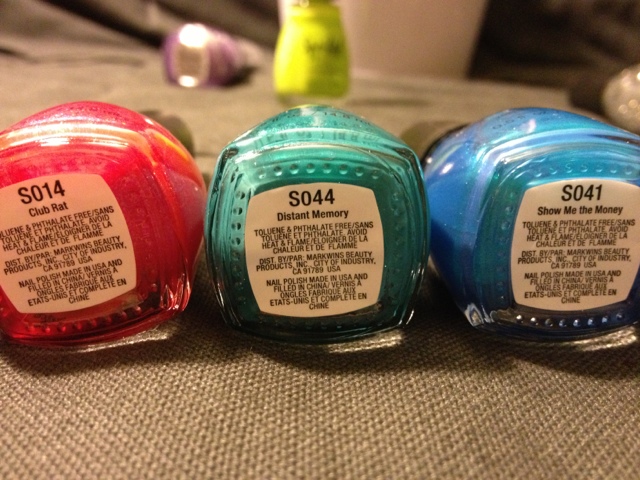 S014
Club Rat
TOLUENE & PHTHALATE FREE/SANS
TOLUENE ET PHTHALATE. AVOID
HEAT & FLAME/ELOIGNER DE LA
CHALEUR ET DE FLAMME
DIST. BY/PAR: MARKWINS BEAUTY
PRODUCTS, INC. CITY OF INDUSTRY,
CA 91789 USA
NAIL POLISH MADE IN USA AND
FILLED IN CHINA/ VERNIS À
ONGLES FABRIQUE AUX
ETATS-UNIS ET COMPLETE EN
CHINE
S044
Distant Memory
TOLUENE & PHTHALATE FREE/SANS
TOLUENE ET PHTHALATE. AVOID
HEAT & FLAME/ELOIGNER DE LA
CHALEUR ET DE FLAMME
DIST. BY/PAR: MARKWINS BEAUTY
PRODUCTS, INC. CITY OF INDUSTRY,
CA 91789 USA
NAIL POLISH MADE IN USA AND
FILLED IN CHINA/ VERNIS À
ONGLES FABRIQUE AUX
ETATS-UNIS ET COMPLETE EN
CHINE
S041
Show Me the Money
TOLUENE & PHTHALATE FREE/SANS
TOLUENE ET PHTHALATE. AVOID
HEAT & FLAME/ELOIGNER DE LA
CHALEUR ET DE FLAMME
DIST. BY/PAR: MARKWINS BEAUTY
PRODUCTS, INC. CITY OF INDUSTRY,
CA 91789 USA
NAIL POLISH MADE IN USA AND
FILLED IN CHINA/ VERNIS À
ONGLES FABRIQUE AUX
ETATS-UNIS ET COMPLETE EN
CHINE